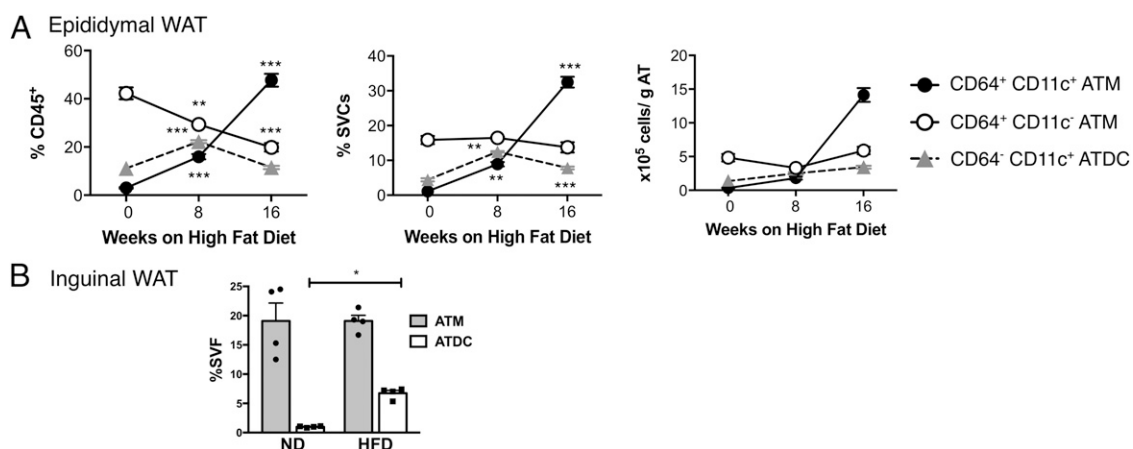 A Epididymal WAT
% CD45⁺
60
40
20
0
**
***
***
***
***
0 8 16
Weeks on High Fat Diet
% SVCs
40
30
20
10
0
***
**
**
***
0 8 16
Weeks on High Fat Diet
x10⁵ cells/ g AT
20
15
10
5
0
0 8 16
Weeks on High Fat Diet
CD64⁺ CD11c⁺ ATM
CD64⁺ CD11c⁻ ATM
CD64⁻ CD11c⁺ ATDC
B Inguinal WAT
%SVF
25
20
15
10
5
0
*
ND HFD
ATM
ATDC